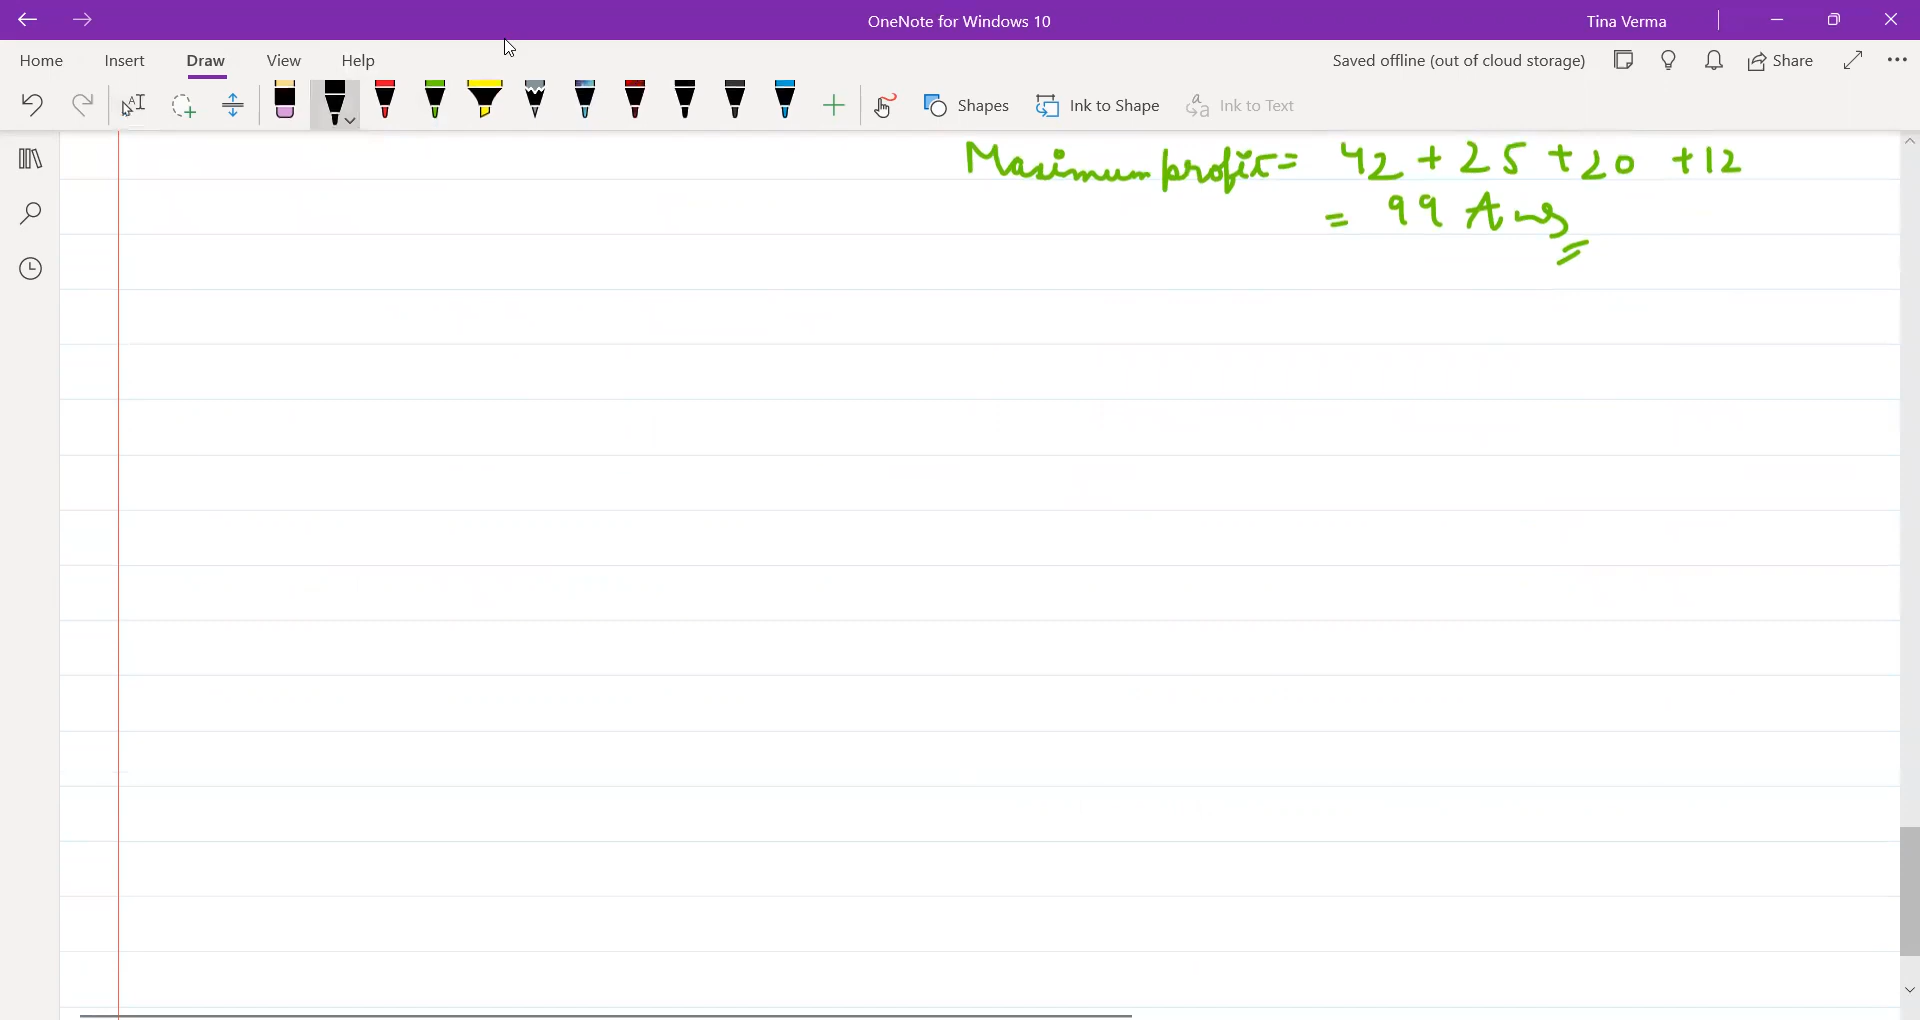 OneNote for Windows 10
Tina Verma
Home Insert Draw View Help
Saved offline (out of cloud storage)
Share
Shapes
Ink to Shape
Ink to Text
Maximum profit = 42 + 25 + 20 + 12
= 99 Ans